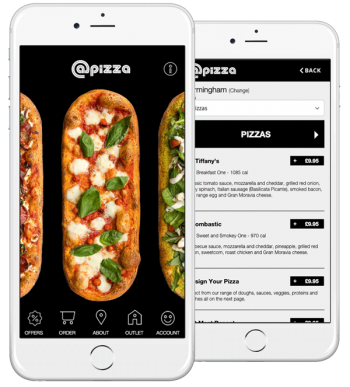 @pizza
OFFERS
ORDER
ABOUT
OUTLET
ACCOUNT
@pizza
< BACK
rmingham (Change)
izzas
PIZZAS
Tiffany's
+ £9.95
Breakfast One - 1095 cal
sic tomato sauce, mozzarella and cheddar, grilled red onion,
y spinach, Italian sausage (Basilicata Picante), smoked bacon,
range egg and Gran Moravia cheese.
ombastic
+ £9.95
Sweet and Smokey One - 970 cal
ecue sauce, mozzarella and cheddar, pineapple, grilled red
n, sweetcorn, roast chicken and Gran Moravia cheese.
sign Your Pizza
+ £9.95
ct from our range of doughs, sauces, veggies, proteins and
hes all on the next page.